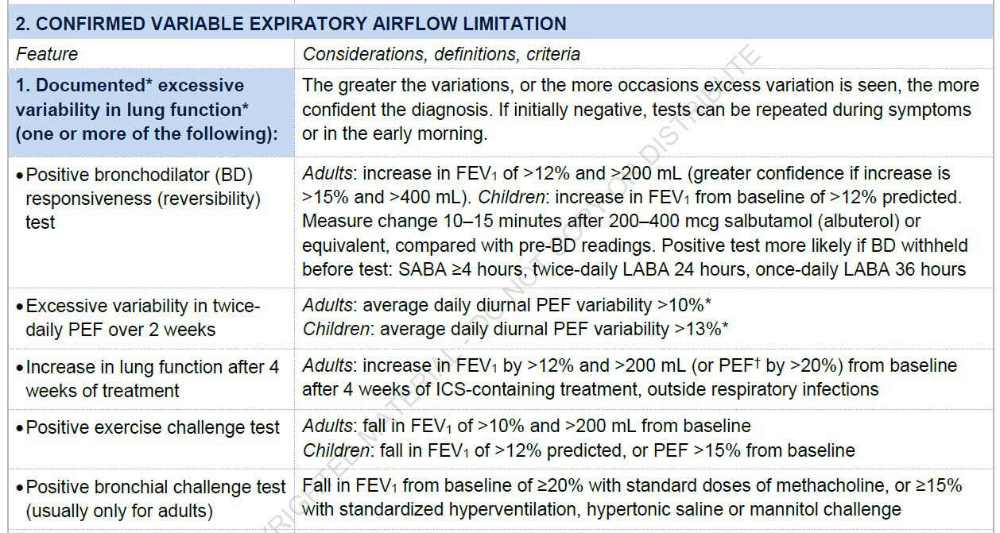 2. CONFIRMED VARIABLE EXPIRATORY AIRFLOW LIMITATION
Feature
Considerations, definitions, criteria
1. Documented* excessive
variability in lung function*
(one or more of the following):
The greater the variations, or the more occasions excess variation is seen, the more
confident the diagnosis. If initially negative, tests can be repeated during symptoms
or in the early morning.
•Positive bronchodilator (BD)
responsiveness (reversibility)
test
Adults: increase in FEV₁ of >12% and >200 mL (greater confidence if increase is
>15% and >400 mL). Children: increase in FEV₁ from baseline of >12% predicted.
Measure change 10–15 minutes after 200–400 mcg salbutamol (albuterol) or
equivalent, compared with pre-BD readings. Positive test more likely if BD withheld
before test: SABA ≥4 hours, twice-daily LABA 24 hours, once-daily LABA 36 hours
•Excessive variability in twice-
daily PEF over 2 weeks
Adults: average daily diurnal PEF variability >10%*
Children: average daily diurnal PEF variability >13%*
•Increase in lung function after 4
weeks of treatment
Adults: increase in FEV₁ by >12% and >200 mL (or PEF† by >20%) from baseline
after 4 weeks of ICS-containing treatment, outside respiratory infections
•Positive exercise challenge test
Adults: fall in FEV₁ of >10% and >200 mL from baseline
Children: fall in FEV₁ of >12% predicted, or PEF >15% from baseline
•Positive bronchial challenge test
(usually only for adults)
Fall in FEV₁ from baseline of ≥20% with standard doses of methacholine, or ≥15%
with standardized hyperventilation, hypertonic saline or mannitol challenge
MATERIAL - DO NOT COPY OR DISTRIBUTE